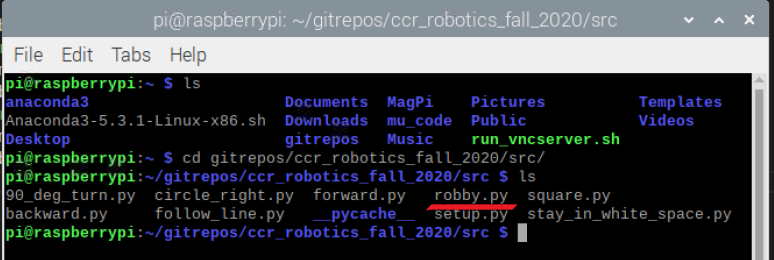 pi@raspberrypi: ~/gitrepos/ccr_robotics_fall_2020/src
File Edit Tabs Help
pi@raspberrypi:~ $ ls
anaconda3 Documents MagPi Pictures Templates
Anaconda3-5.3.1-Linux-x86.sh Downloads mu_code Public Videos
Desktop gitrepos Music run_vncserver.sh
pi@raspberrypi:~ $ cd gitrepos/ccr_robotics_fall_2020/src/
pi@raspberrypi:~/gitrepos/ccr_robotics_fall_2020/src $ ls
90_deg_turn.py circle_right.py forward.py robby.py square.py
backward.py follow_line.py __pycache__ setup.py stay_in_white_space.py
pi@raspberrypi:~/gitrepos/ccr_robotics_fall_2020/src $